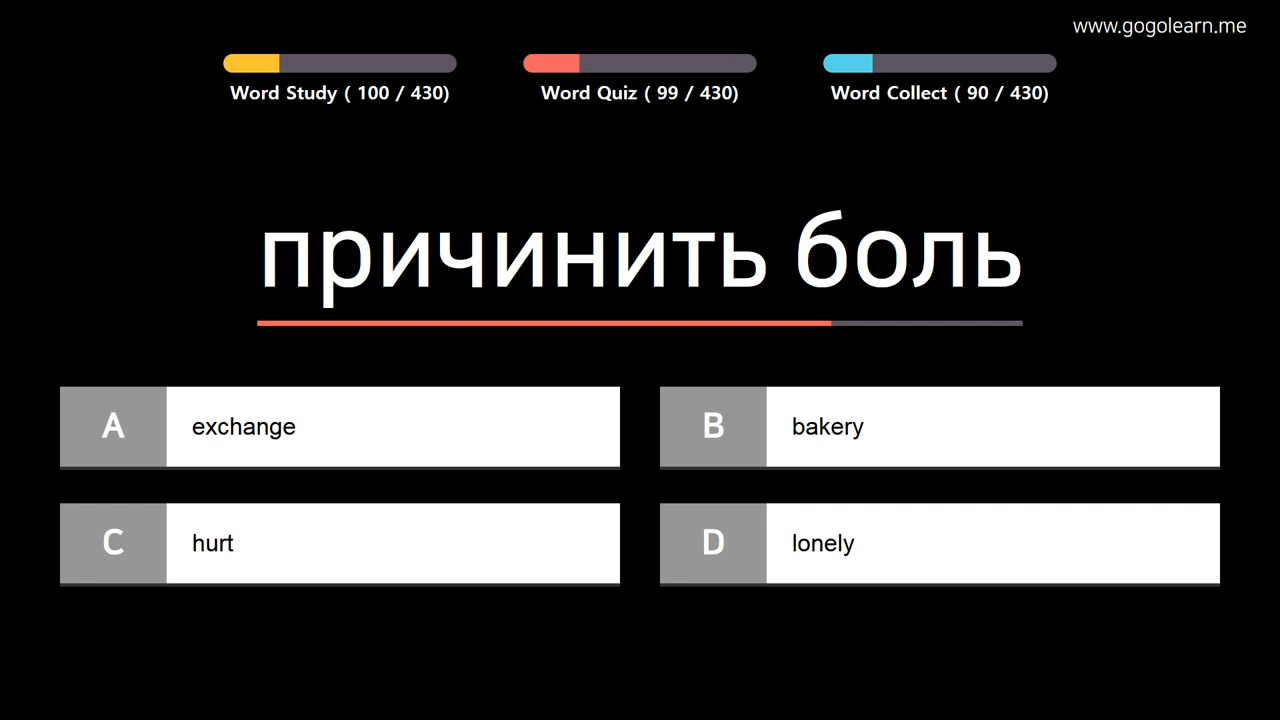 www.gogolearn.me
Word Study ( 100 / 430)
Word Quiz ( 99 / 430)
Word Collect ( 90 / 430)
причинить боль
A exchange
B bakery
C hurt
D lonely